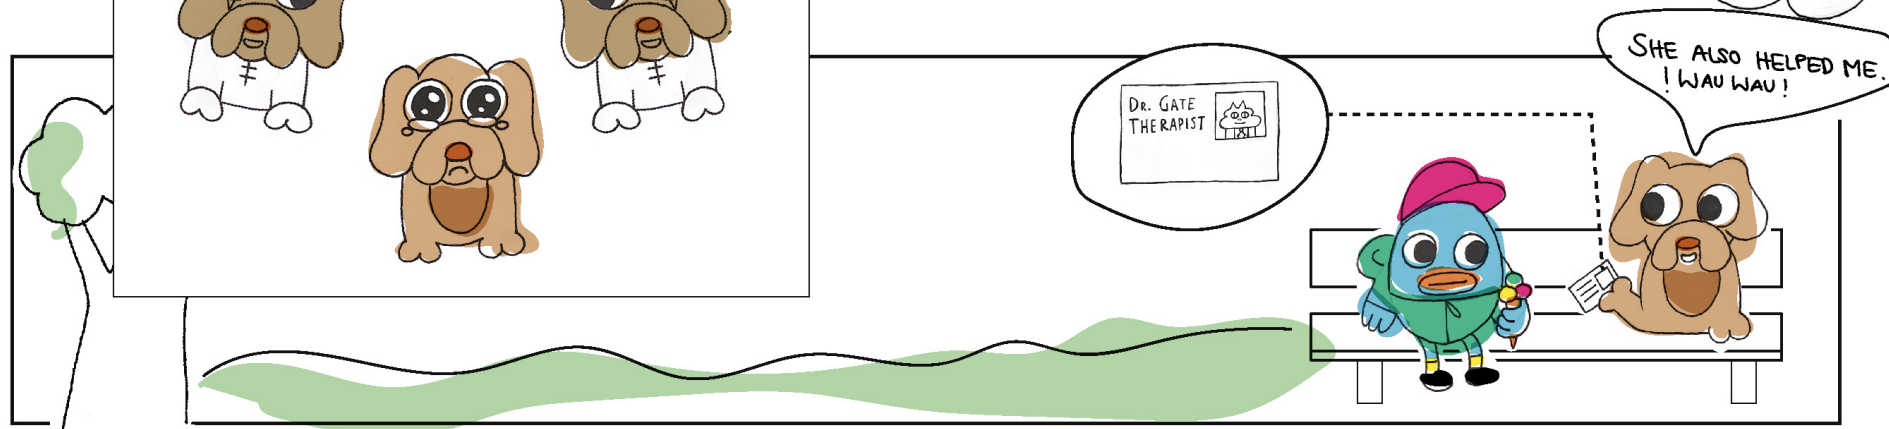 SHE ALSO HELPED ME.
! WAU WAU !
DR. GATE
THERAPIST